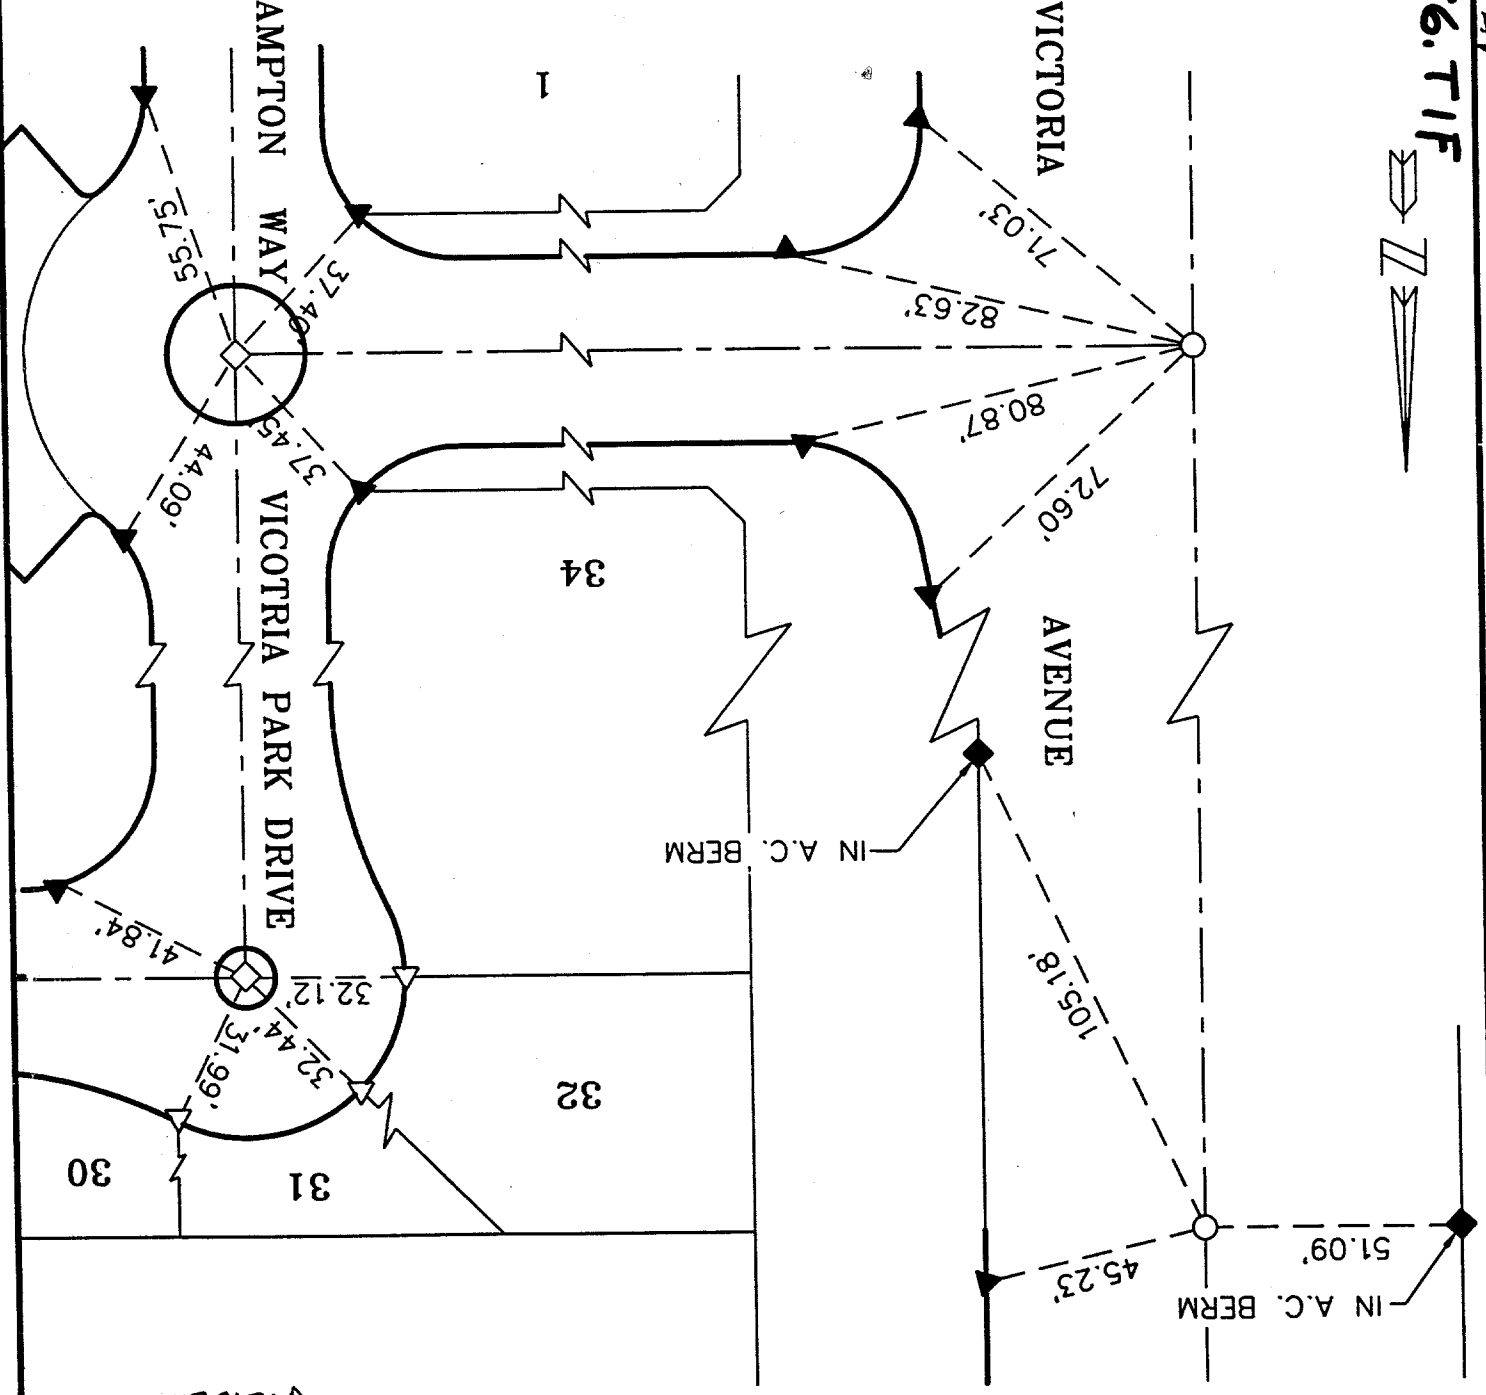 6.TIF
VICTORIA
AVENUE
AMPTON WAY
VICOTRIA PARK DRIVE
1
34
32
31
30
55.75'
37.46'
37.45'
44.09'
71.03'
82.63'
80.87'
72.60'
IN A.C. BERM
105.18'
41.84'
32.12'
32.44'
31.99'
45.23'
51.09'
IN A.C. BERM